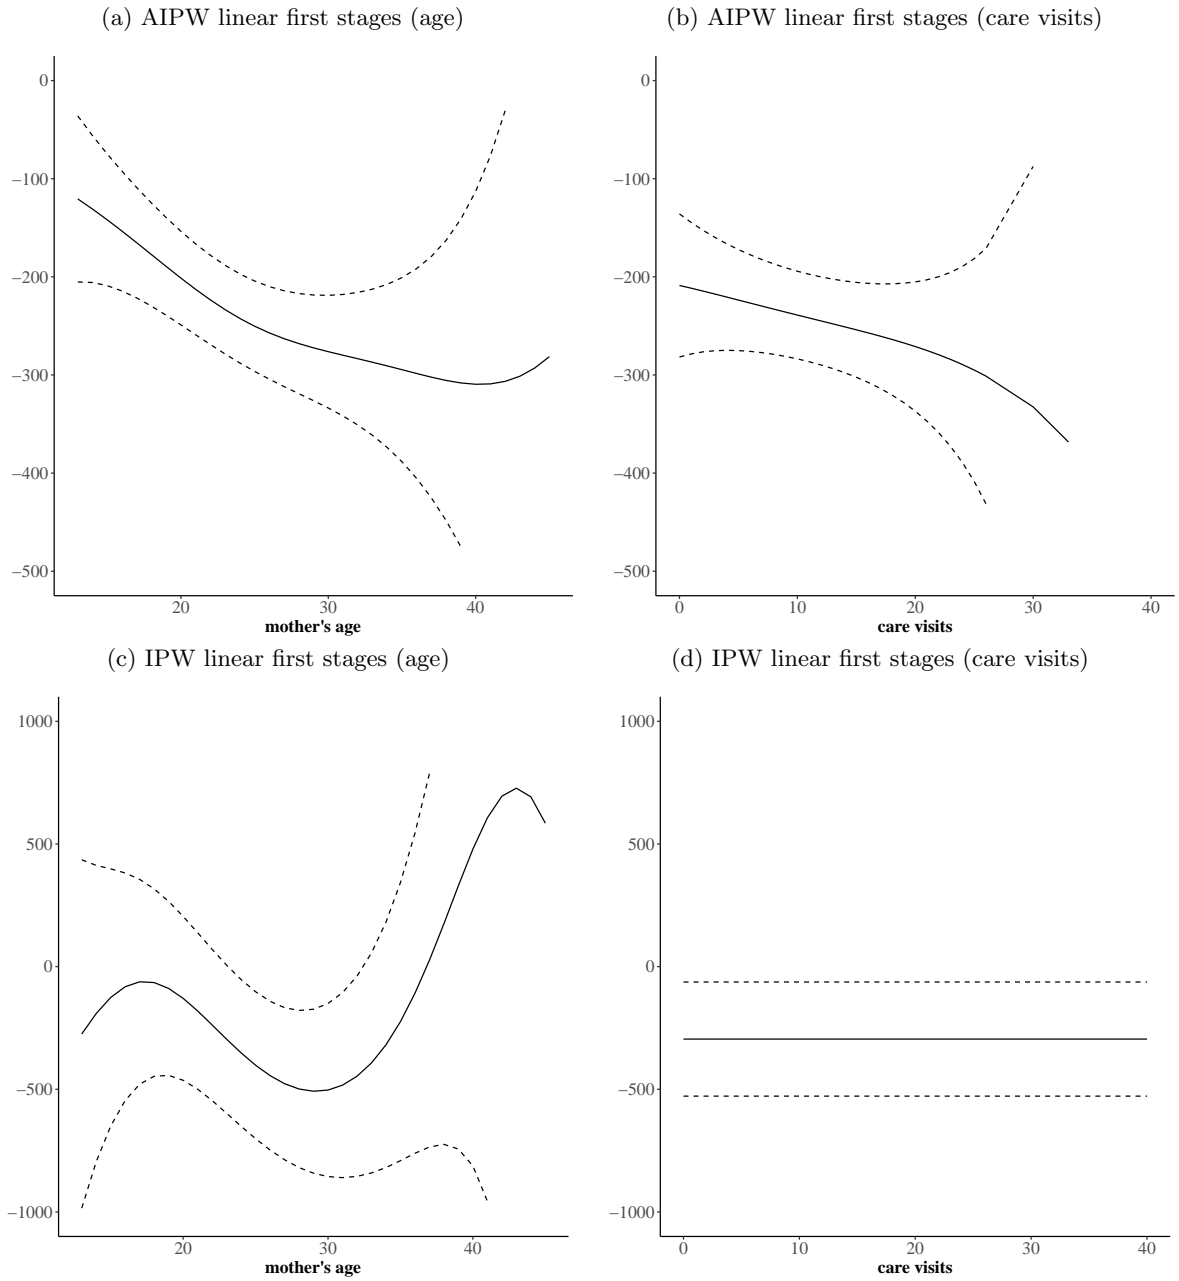 (a) AIPW linear first stages (age)
(b) AIPW linear first stages (care visits)
0
−100
−200
−300
−400
−500
20 30 40
mother's age
0
−100
−200
−300
−400
−500
0 10 20 30 40
care visits
(c) IPW linear first stages (age)
(d) IPW linear first stages (care visits)
1000
500
0
−500
−1000
20 30 40
mother's age
1000
500
0
−500
−1000
0 10 20 30 40
care visits